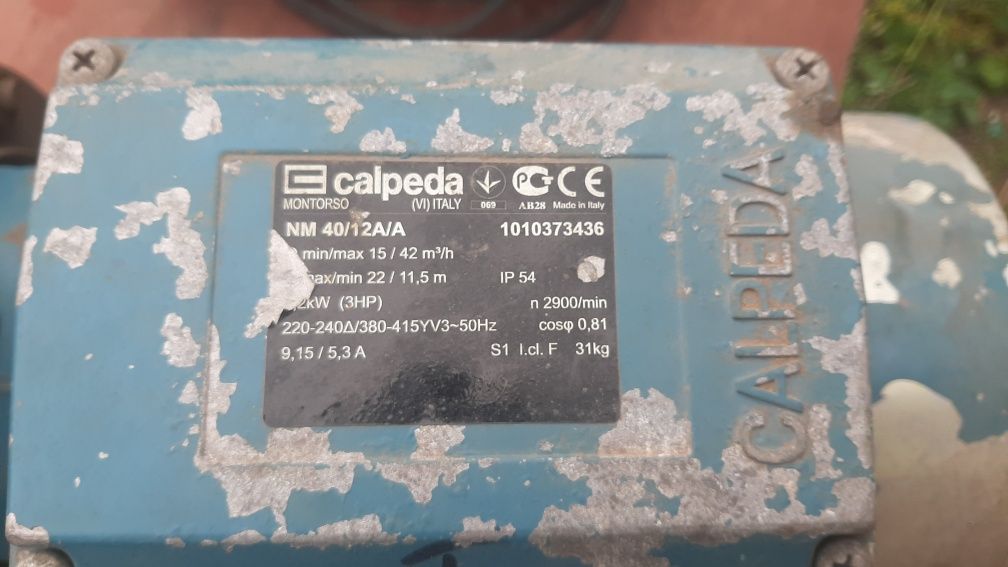 calpeda
MONTORSO (VI) ITALY 069 AB28 Made in Italy
NM 40/12A/A 1010373436
min/max 15 / 42 m³/h
max/min 22 / 11,5 m IP 54
(3HP) n 2900/min
220-240Δ/380-415YV3~50Hz cosφ 0,81
9,15 / 5,3 A S1 I.cl. F 31kg
CALPEDA